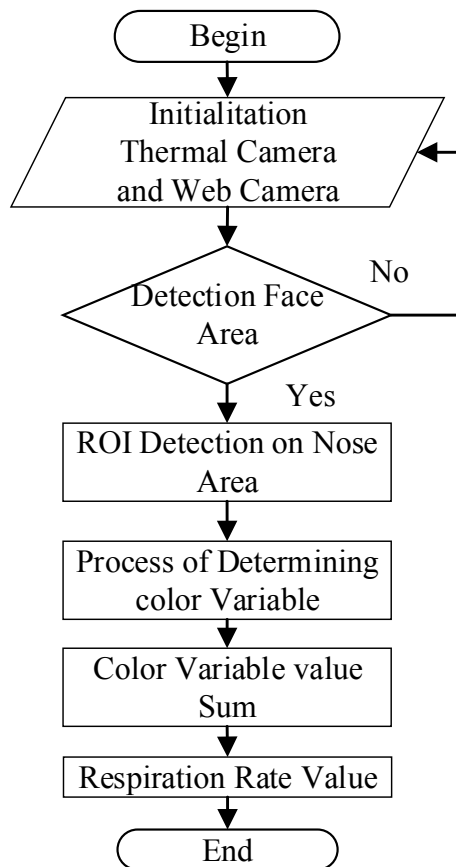 Begin
Initialitation
Thermal Camera
and Web Camera
Detection Face
Area
No
Yes
ROI Detection on Nose
Area
Process of Determining
color Variable
Color Variable value
Sum
Respiration Rate Value
End